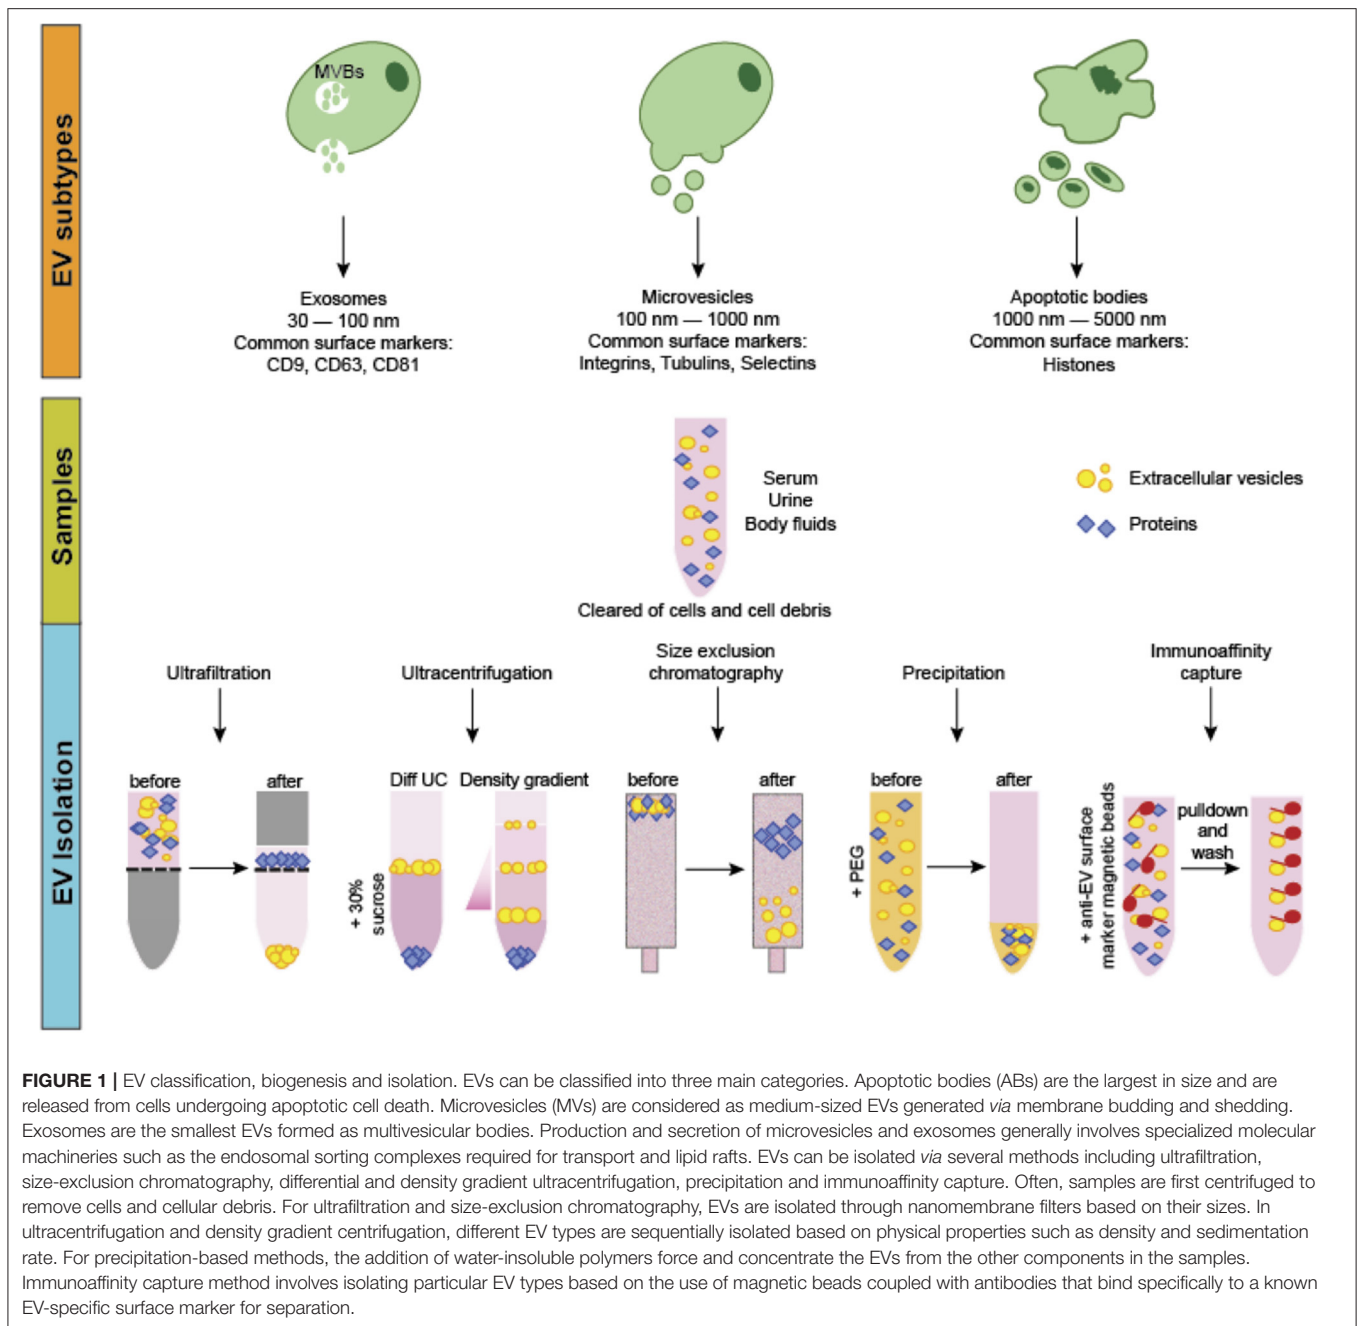 EV subtypes
MVBs
Exosomes
30 — 100 nm
Common surface markers:
CD9, CD63, CD81
Microvesicles
100 nm — 1000 nm
Common surface markers:
Integrins, Tubulins, Selectins
Apoptotic bodies
1000 nm — 5000 nm
Common surface markers:
Histones
Samples
Serum
Urine
Body fluids
Cleared of cells and cell debris
Extracellular vesicles
Proteins
EV Isolation
Ultrafiltration
before
after
Ultracentrifugation
Diff UC
Density gradient
+ 30%
sucrose
Size exclusion
chromatography
before
after
Precipitation
before
after
+ PEG
Immunoaffinity
capture
+ anti-EV surface
marker magnetic beads
pulldown
and
wash
FIGURE 1 | EV classification, biogenesis and isolation. EVs can be classified into three main categories. Apoptotic bodies (ABs) are the largest in size and are
released from cells undergoing apoptotic cell death. Microvesicles (MVs) are considered as medium-sized EVs generated via membrane budding and shedding.
Exosomes are the smallest EVs formed as multivesicular bodies. Production and secretion of microvesicles and exosomes generally involves specialized molecular
machineries such as the endosomal sorting complexes required for transport and lipid rafts. EVs can be isolated via several methods including ultrafiltration,
size-exclusion chromatography, differential and density gradient ultracentrifugation, precipitation and immunoaffinity capture. Often, samples are first centrifuged to
remove cells and cellular debris. For ultrafiltration and size-exclusion chromatography, EVs are isolated through nanomembrane filters based on their sizes. In
ultracentrifugation and density gradient centrifugation, different EV types are sequentially isolated based on physical properties such as density and sedimentation
rate. For precipitation-based methods, the addition of water-insoluble polymers force and concentrate the EVs from the other components in the samples.
Immunoaffinity capture method involves isolating particular EV types based on the use of magnetic beads coupled with antibodies that bind specifically to a known
EV-specific surface marker for separation.